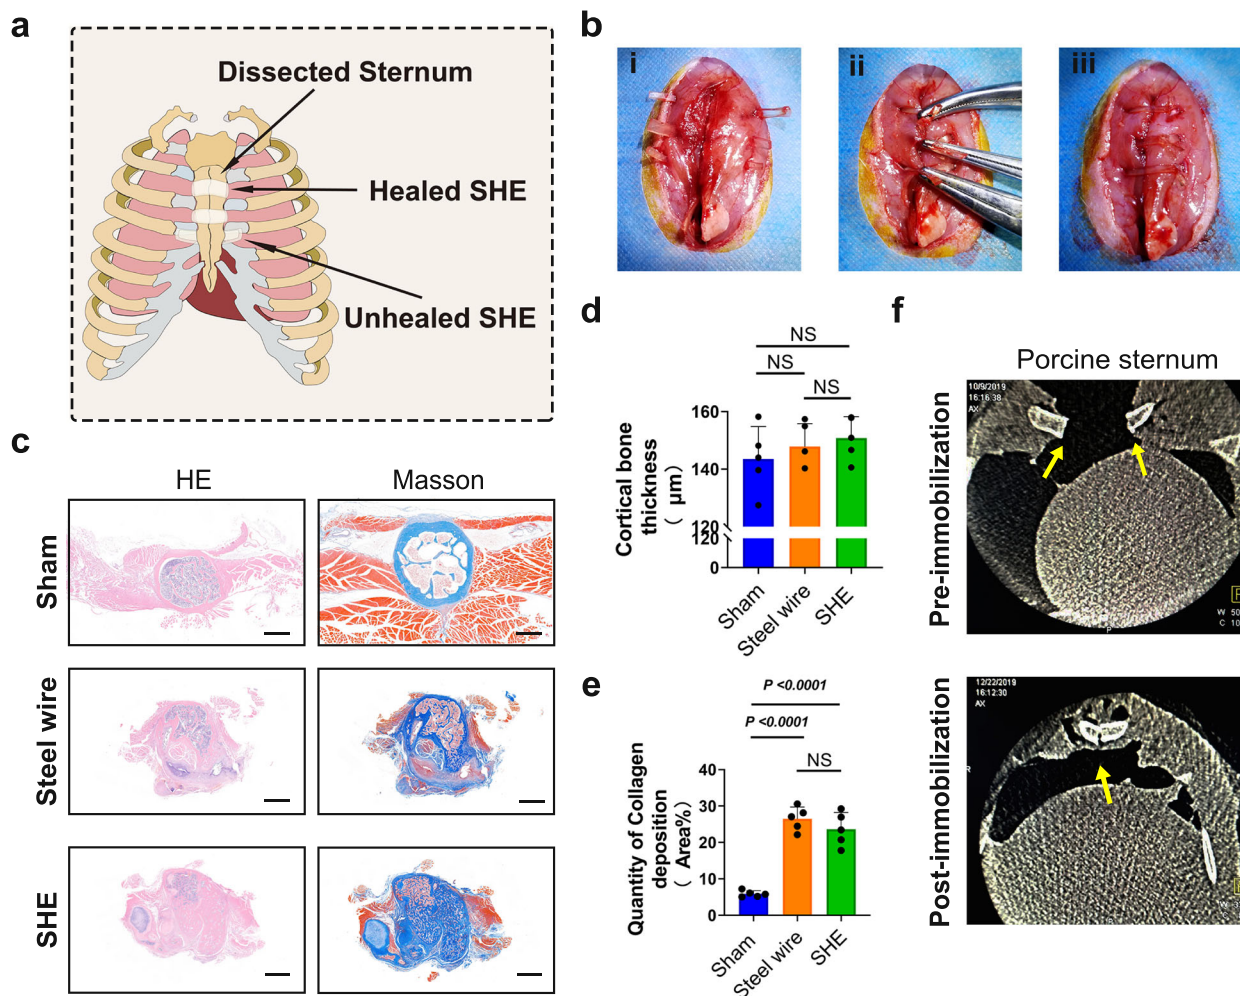 a
Dissected Sternum
Healed SHE
Unhealed SHE
b
i
ii
iii
c
HE
Masson
Sham
Steel wire
SHE
d
NS
NS
NS
Cortical bone
thickness
( μm)
160
140
120
120
0
Sham
Steel wire
SHE
e
P <0.0001
P <0.0001
NS
Quantity of Collagen
deposition
( Area%)
40
30
20
10
0
Sham
Steel wire
SHE
f
Porcine sternum
Pre-immobilization
10/9/2019
16:16:38
AX
W 50
C 10
P
Post-immobilization
12/22/2019
16:12:30
AX
R